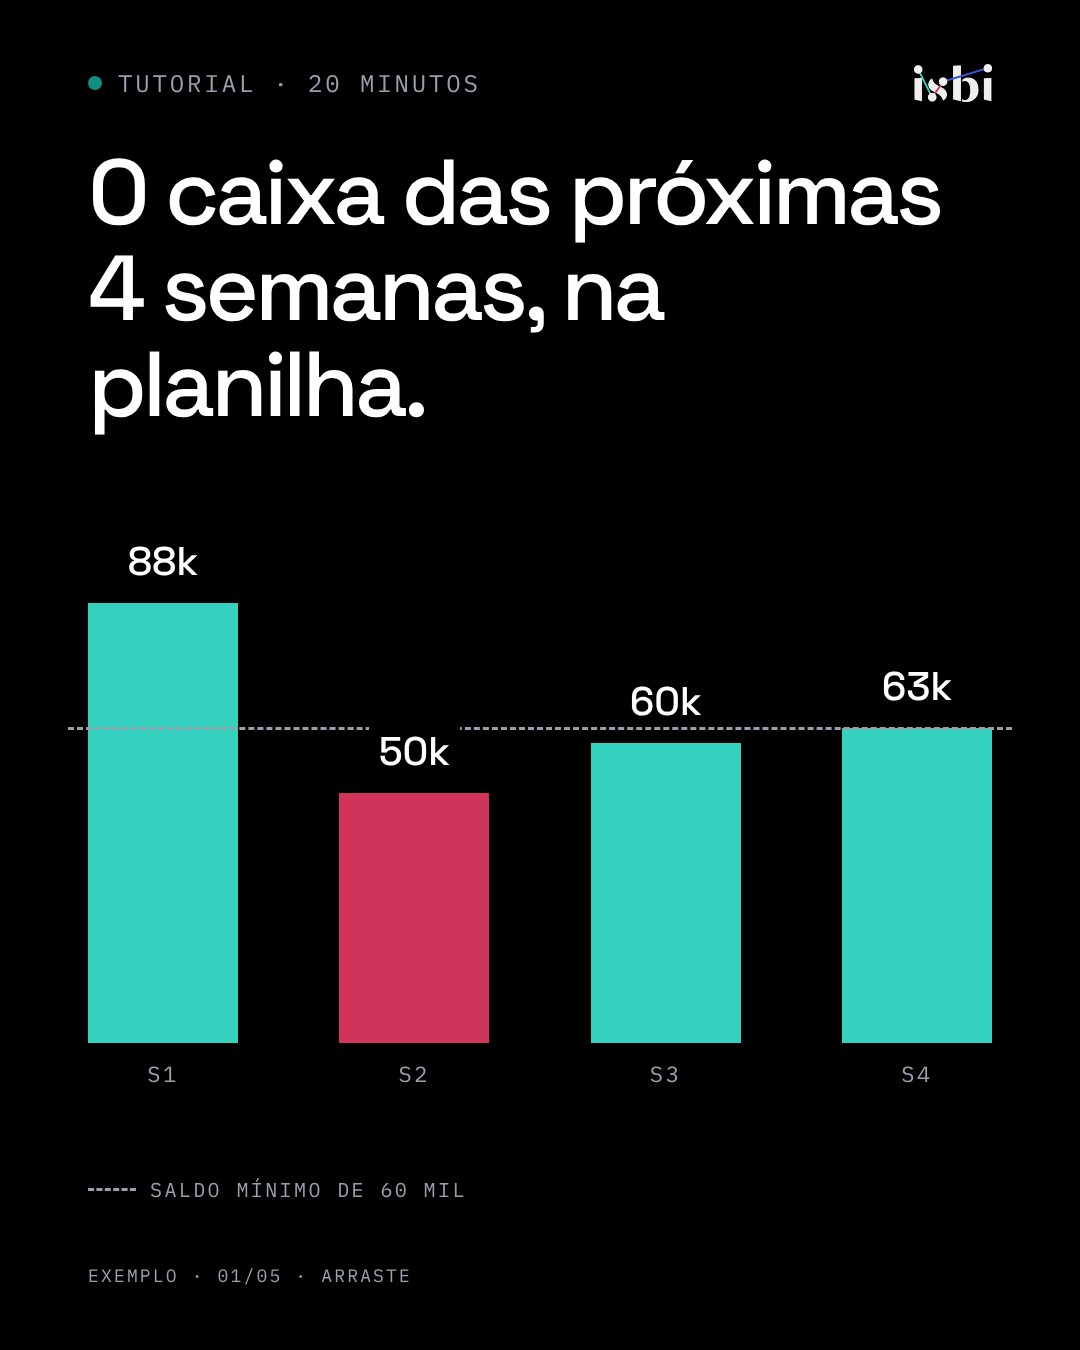 TUTORIAL · 20 MINUTOS
isbi
O caixa das próximas
4 semanas, na
planilha.
88k
50k
60k
63k
S1
S2
S3
S4
SALDO MÍNIMO DE 60 MIL
EXEMPLO · 01/05 · ARRASTE